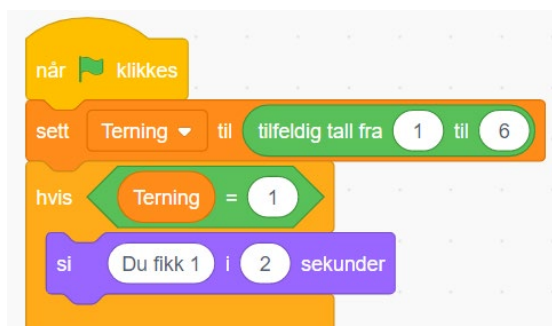 når klikkes
sett Terning til tilfeldig tall fra 1 til 6
hvis Terning = 1
si Du fikk 1 i 2 sekunder